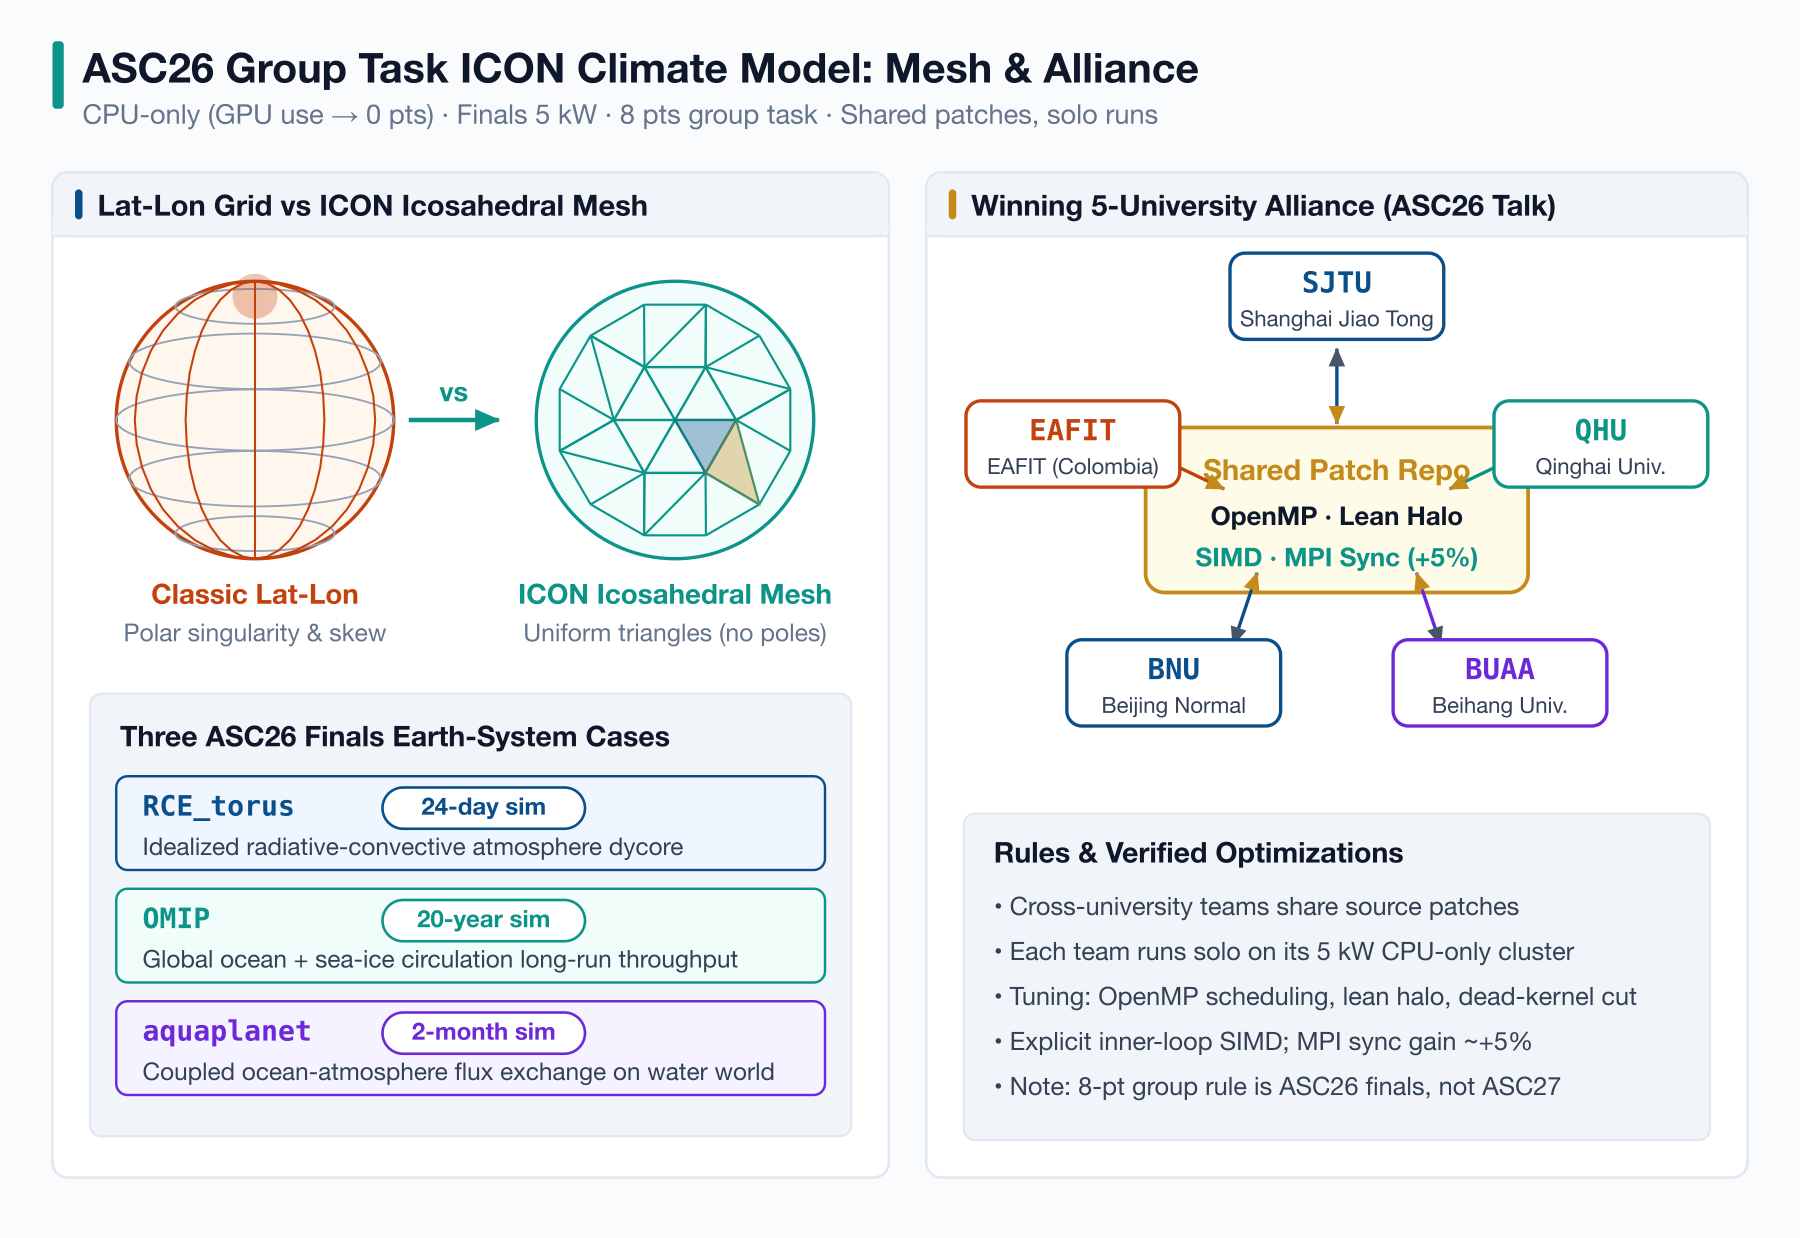 ASC26 Group Task ICON Climate Model: Mesh & Alliance
CPU-only (GPU use → 0 pts) · Finals 5 kW · 8 pts group task · Shared patches, solo runs
Lat-Lon Grid vs ICON Icosahedral Mesh
vs
Classic Lat-Lon
Polar singularity & skew
ICON Icosahedral Mesh
Uniform triangles (no poles)
Three ASC26 Finals Earth-System Cases
RCE_torus
24-day sim
Idealized radiative-convective atmosphere dycore
OMIP
20-year sim
Global ocean + sea-ice circulation long-run throughput
aquaplanet
2-month sim
Coupled ocean-atmosphere flux exchange on water world
Winning 5-University Alliance (ASC26 Talk)
SJTU
Shanghai Jiao Tong
EAFIT
EAFIT (Colombia)
QHU
Qinghai Univ.
Shared Patch Repo
OpenMP · Lean Halo
SIMD · MPI Sync (+5%)
BNU
Beijing Normal
BUAA
Beihang Univ.
Rules & Verified Optimizations
• Cross-university teams share source patches
• Each team runs solo on its 5 kW CPU-only cluster
• Tuning: OpenMP scheduling, lean halo, dead-kernel cut
• Explicit inner-loop SIMD; MPI sync gain ~+5%
• Note: 8-pt group rule is ASC26 finals, not ASC27